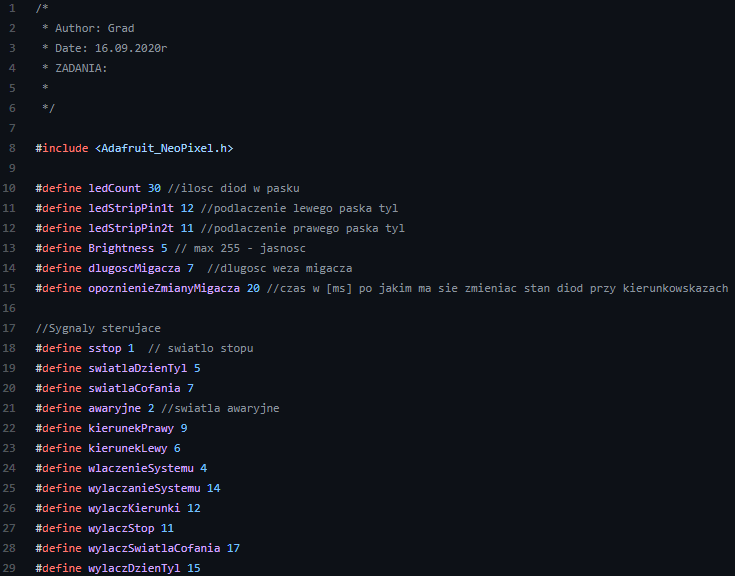 1 /*
2  * Author: Grad
3  * Date: 16.09.2020r
4  * ZADANIA:
5  *
6  */
7
8 #include <Adafruit_NeoPixel.h>
9
10 #define ledCount 30 //ilosc diod w pasku
11 #define ledStripPin1t 12 //podlaczenie lewego paska tyl
12 #define ledStripPin2t 11 //podlaczenie prawego paska tyl
13 #define Brightness 5 // max 255 - jasnosc
14 #define dlugoscMigacza 7  //dlugosc weza migacza
15 #define opoznienieZmianyMigacza 20 //czas w [ms] po jakim ma sie zmieniac stan diod przy kierunkowskazach
16
17 //Sygnaly sterujace
18 #define sstop 1  // swiatlo stopu
19 #define swiatlaDzienTyl 5
20 #define swiatlaCofania 7
21 #define awaryjne 2 //swiatla awaryjne
22 #define kierunekPrawy 9
23 #define kierunekLewy 6
24 #define wlaczenieSystemu 4
25 #define wylaczanieSystemu 14
26 #define wylaczKierunki 12
27 #define wylaczStop 11
28 #define wylaczSwiatlaCofania 17
29 #define wylaczDzienTyl 15